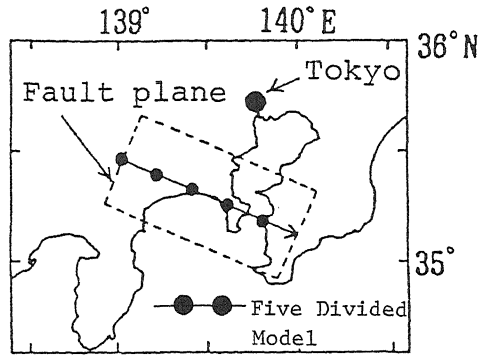 139° 140°E
36°N
Tokyo
Fault plane
35°
Five Divided
Model